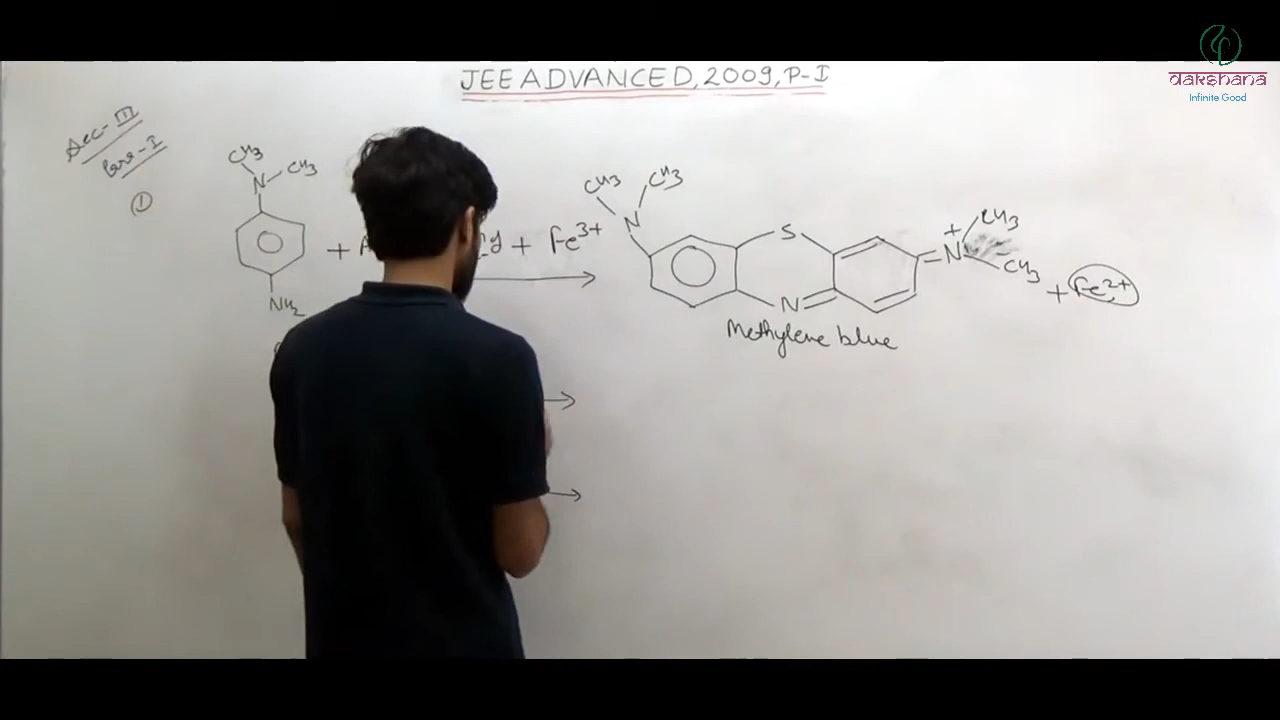 JEE ADVANCED, 2009, P-I
dakshana
Infinite Good
Sec-III
①
CH3
CH3
N
NH2
+
+ Fe3+
CH3
CH3
N
S
N
+
N
CH3
CH3
+ Fe2+
Methylene blue